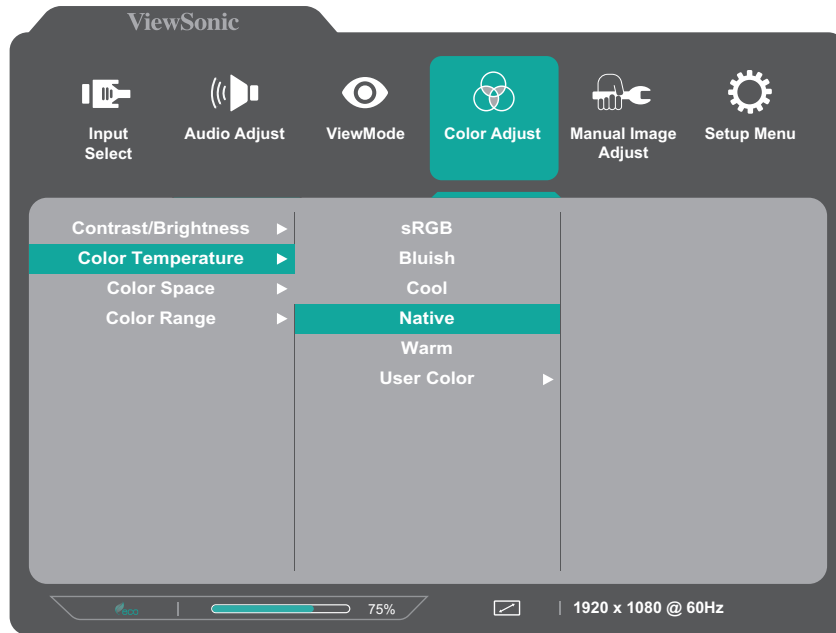 ViewSonic
Input
Select
Audio Adjust
ViewMode
Color Adjust
Manual Image
Adjust
Setup Menu
Contrast/Brightness
Color Temperature
Color Space
Color Range
sRGB
Bluish
Cool
Native
Warm
User Color
eco
75%
1920 x 1080 @ 60Hz